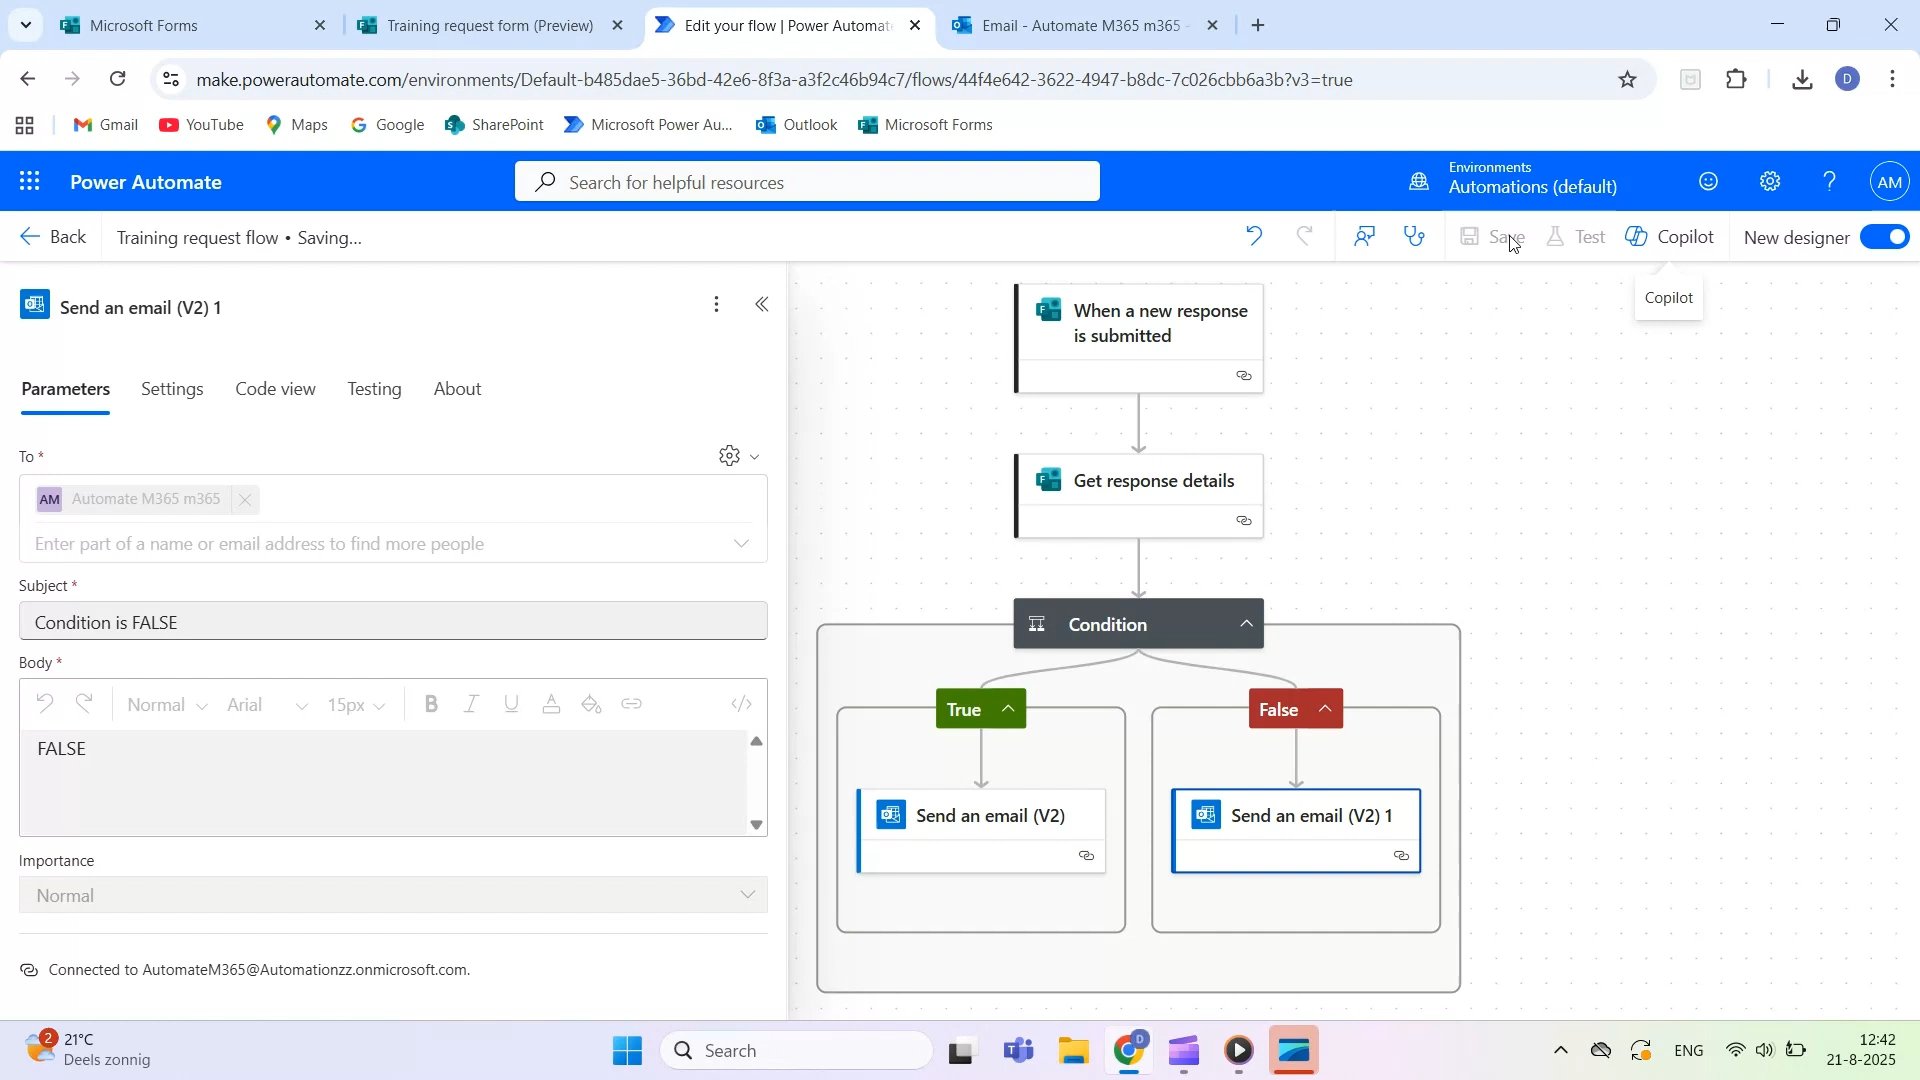 Microsoft Forms
Training request form (Preview)
Edit your flow | Power Automate
Email - Automate M365 m365 -
make.powerautomate.com/environments/Default-b485dae5-36bd-42e6-8f3a-a3f2c46b94c7/flows/44f4e642-3622-4947-b8dc-7c026cbb6a3b?v3=true
D
Gmail
YouTube
Maps
Google
SharePoint
Microsoft Power Au...
Outlook
Microsoft Forms
Power Automate
Search for helpful resources
Environments
Automations (default)
AM
Back
Training request flow • Saving...
Save
Test
Copilot
New designer
Copilot
Send an email (V2) 1
Parameters
Settings
Code view
Testing
About
To *
AM Automate M365 m365
Enter part of a name or email address to find more people
Subject *
Condition is FALSE
Body *
Normal
Arial
15px
B I U A
FALSE
Importance
Normal
Connected to AutomateM365@Automationzz.onmicrosoft.com.
When a new response
is submitted
Get response details
Condition
True
False
Send an email (V2)
Send an email (V2) 1
2
21°C
Deels zonnig
Search
D
ENG
12:42
21-8-2025